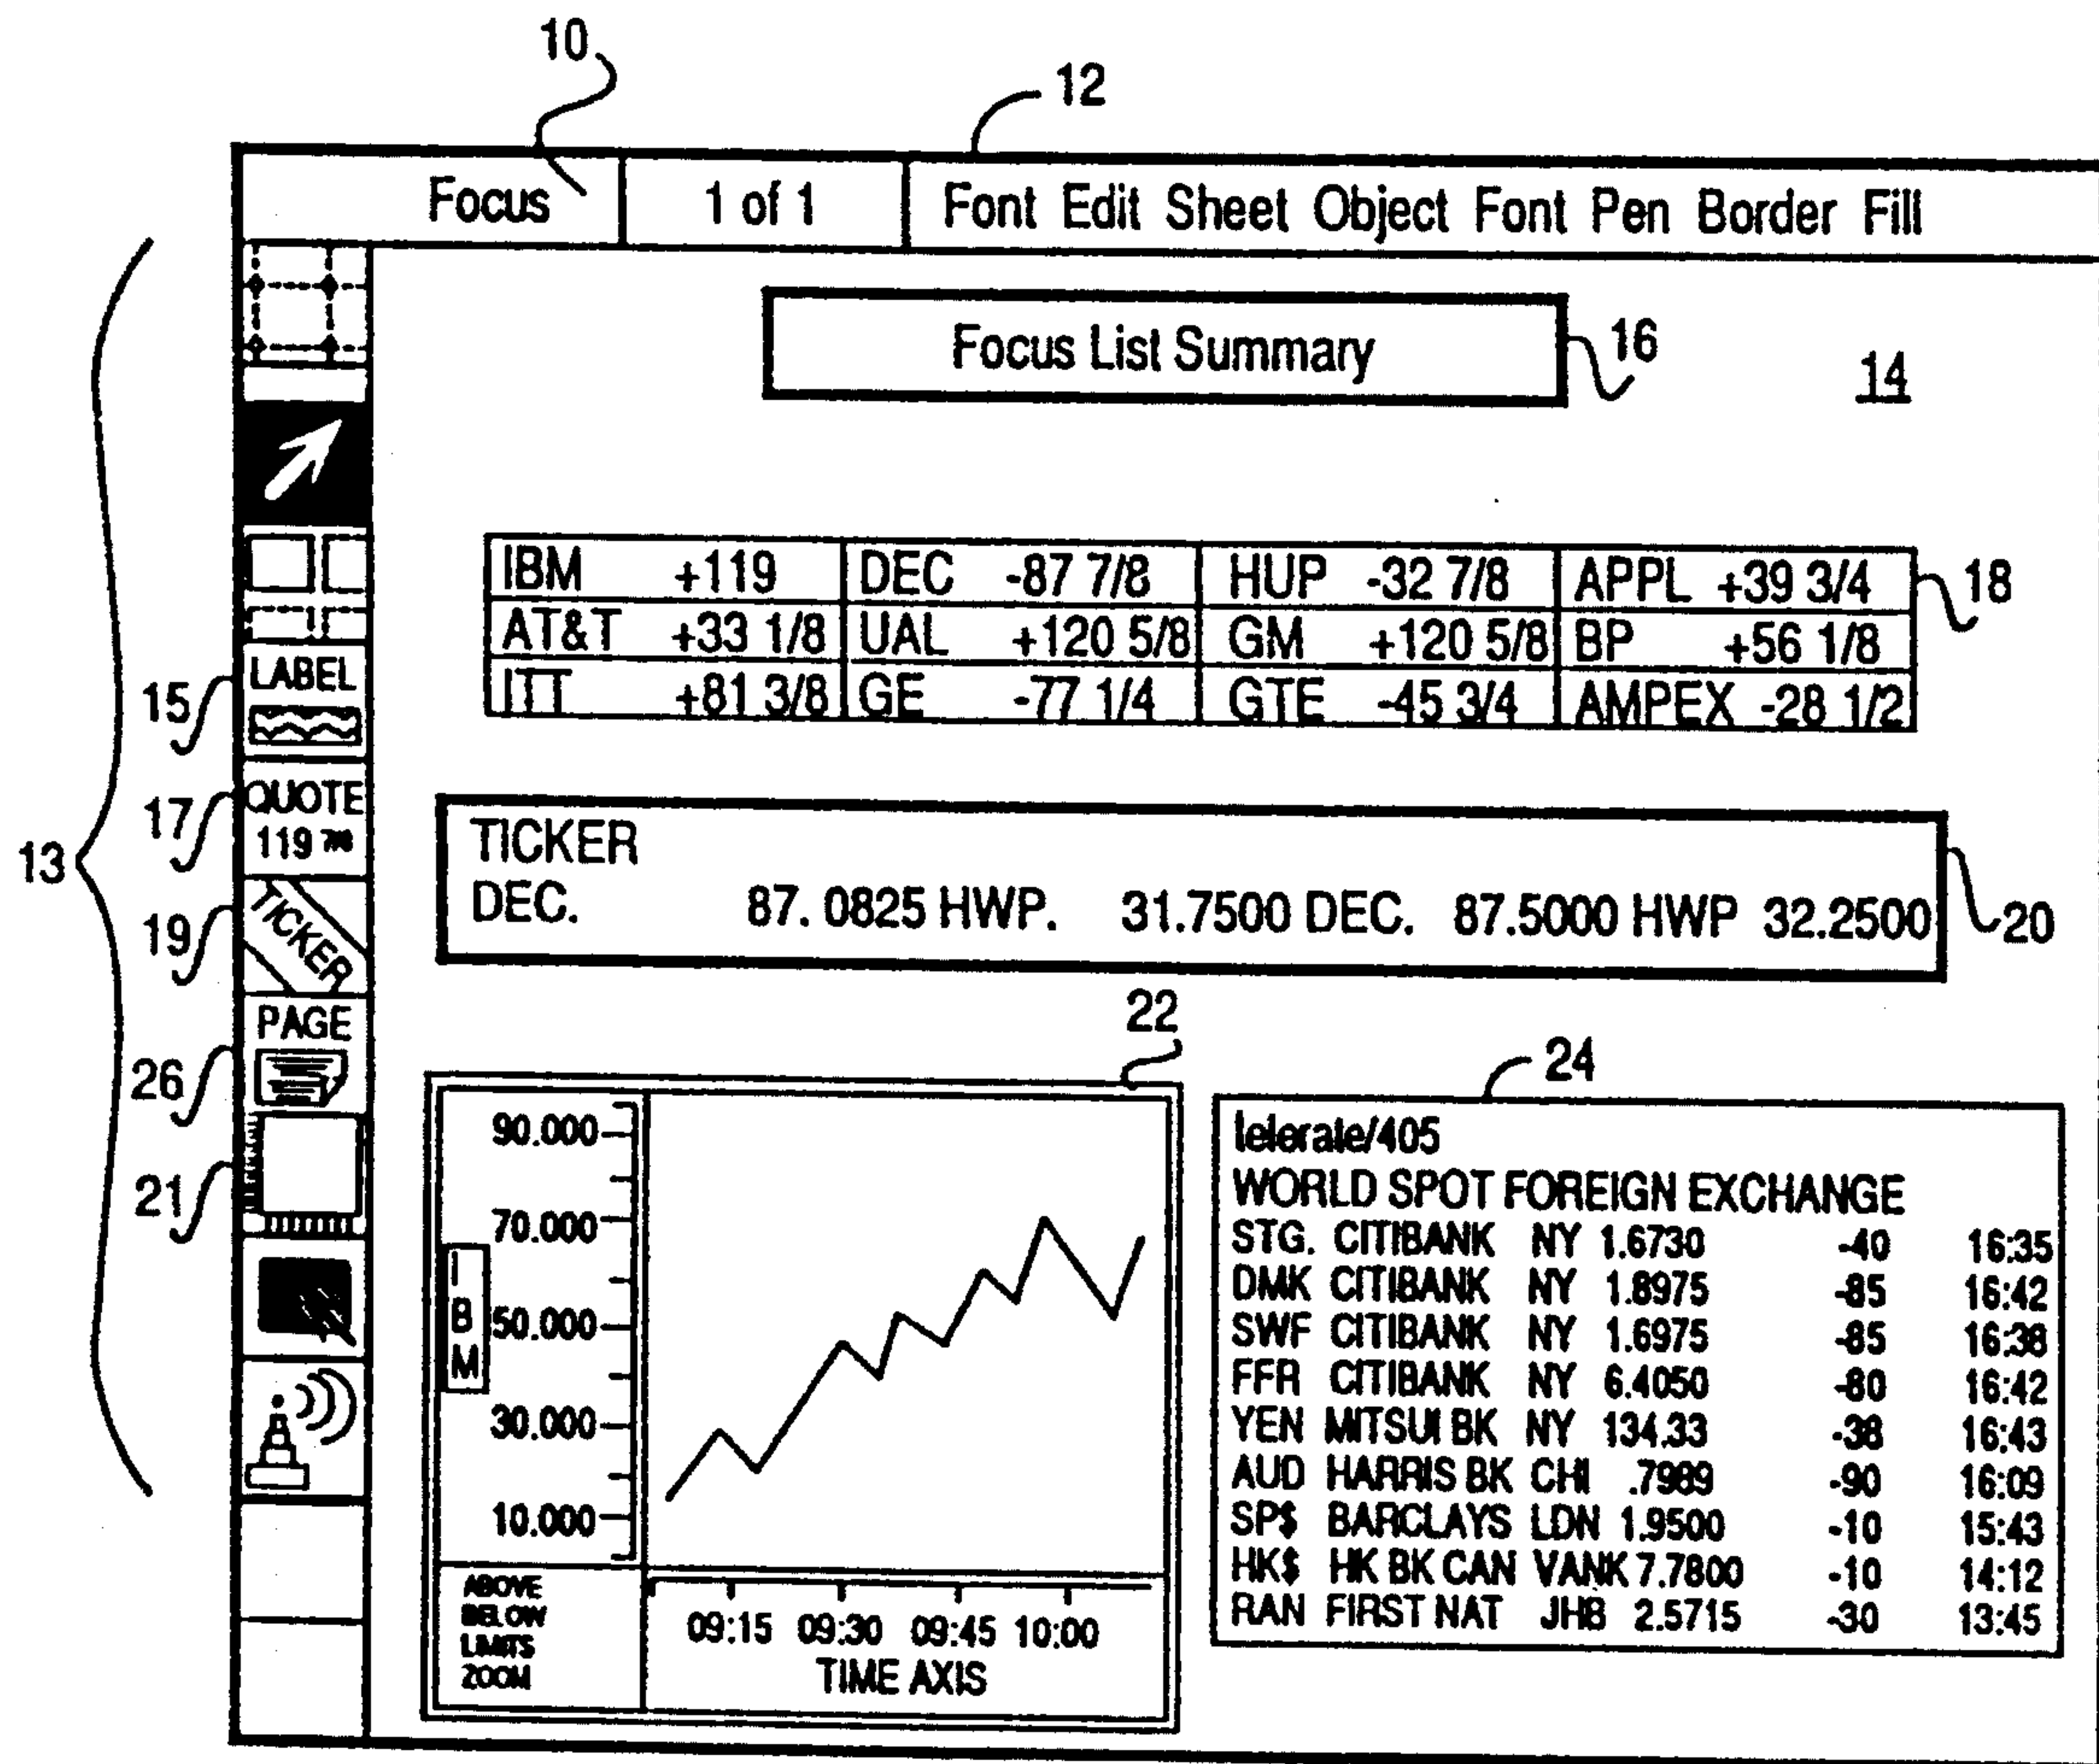 10
12
Focus 1 of 1 Font Edit Sheet Object Font Pen Border Fill
Focus List Summary
16
14
IBM +119 DEC -87 7/8 HUP -32 7/8 APPL +39 3/4
18
AT&T +33 1/8 UAL +120 5/8 GM +120 5/8 BP +56 1/8
ITT +81 3/8 GE -77 1/4 GTE -45 3/4 AMPEX -28 1/2
13
15
LABEL
17
QUOTE
119
19
TICKER
26
PAGE
21
TICKER
DEC. 87. 0825 HWP. 31.7500 DEC. 87.5000 HWP 32.2500
20
22
90.000
70.000
50.000
30.000
10.000
IBM
ABOVE
BELOW
LIMITS
ZOOM
09:15 09:30 09:45 10:00
TIME AXIS
24
telerate/405
WORLD SPOT FOREIGN EXCHANGE
STG. CITIBANK NY 1.6730 -40 16:35
DMK CITIBANK NY 1.8975 -85 16:42
SWF CITIBANK NY 1.6975 -85 16:38
FFR CITIBANK NY 6.4050 -80 16:42
YEN MITSUI BK NY 134.33 -38 16:43
AUD HARRIS BK CHI .7989 -90 16:09
SP$ BARCLAYS LDN 1.9500 -10 15:43
HK$ HK BK CAN VANK 7.7800 -10 14:12
RAN FIRST NAT JHB 2.5715 -30 13:45